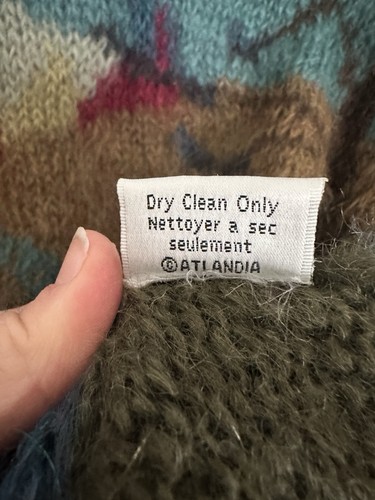 Dry Clean Only
Nettoyer a sec
seulement
©ATLANDIA